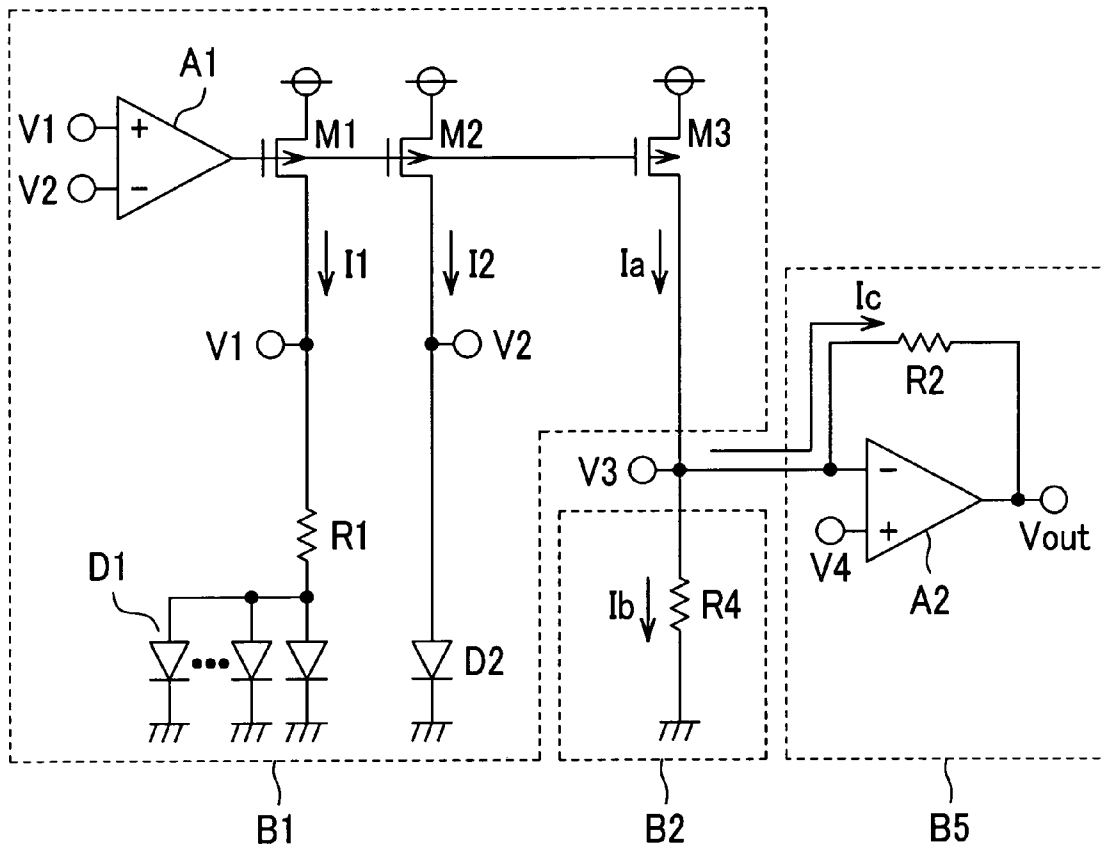 A1
V1
+
V2
−
M1
M2
M3
I1
I2
Ia
Ic
V1
V2
R2
V3
−
+
V4
Vout
A2
R1
D1
D2
Ib
R4
B1
B2
B5